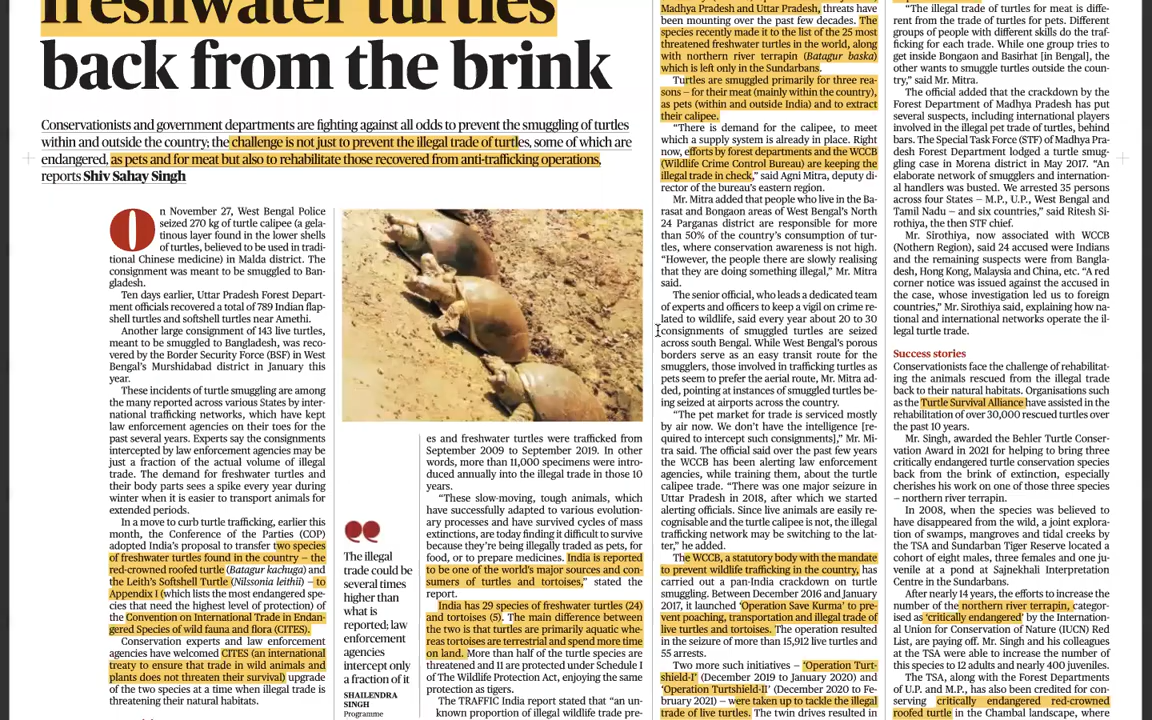 freshwater turtles
back from the brink
Conservationists and government departments are fighting against all odds to prevent the smuggling of turtles
within and outside the country; the challenge is not just to prevent the illegal trade of turtles, some of which are
endangered, as pets and for meat but also to rehabilitate those recovered from anti-trafficking operations,
reports Shiv Sahay Singh
On November 27, West Bengal Police
seized 270 kg of turtle calipee (a gela-
tinous layer found in the lower shells
of turtles, believed to be used in tradi-
tional Chinese medicine) in Malda district. The
consignment was meant to be smuggled to Ban-
gladesh.
Ten days earlier, Uttar Pradesh Forest Depart-
ment officials recovered a total of 789 Indian flap-
shell turtles and softshell turtles near Amethi.
Another large consignment of 143 live turtles,
meant to be smuggled to Bangladesh, was reco-
vered by the Border Security Force (BSF) in West
Bengal's Murshidabad district in January this
year.
These incidents of turtle smuggling are among
the many reported across various States by inter-
national trafficking networks, which have kept
law enforcement agencies on their toes for the
past several years. Experts say the consignments
intercepted by law enforcement agencies may be
just a fraction of the actual volume of illegal
trade. The demand for freshwater turtles and
their body parts sees a spike every year during
winter when it is easier to transport animals for
extended periods.
In a move to curb turtle trafficking, earlier this
month, the Conference of the Parties (COP)
adopted India's proposal to transfer two species
of freshwater turtles found in the country – the
red-crowned roofed turtle (Batagur kachuga) and
the Leith's Softshell Turtle (Nilssonia leithii) – to
Appendix I (which lists the most endangered spe-
cies that need the highest level of protection) of
the Convention on International Trade in Endan-
gered Species of wild fauna and flora (CITES).
Conservation experts and law enforcement
agencies have welcomed CITES (an international
treaty to ensure that trade in wild animals and
plants does not threaten their survival) upgrade
of the two species at a time when illegal trade is
threatening their natural habitats.
The illegal
trade could be
several times
higher than
what is
reported; law
enforcement
agencies
intercept only
a fraction of it
SHAILENDRA
SINGH
Programme
es and freshwater turtles were trafficked from
September 2009 to September 2019. In other
words, more than 11,000 specimens were intro-
duced annually into the illegal trade in those 10
years.
"These slow-moving, tough animals, which
have successfully adapted to various evolution-
ary processes and have survived cycles of mass
extinctions, are today finding it difficult to survive
because they're being illegally traded as pets, for
food, or to prepare medicines. India is reported
to be one of the world's major sources and con-
sumers of turtles and tortoises," stated the
report.
India has 29 species of freshwater turtles (24)
and tortoises (5). The main difference between
the two is that turtles are primarily aquatic whe-
reas tortoises are terrestrial and spend more time
on land. More than half of the turtle species are
threatened and 11 are protected under Schedule I
of The Wildlife Protection Act, enjoying the same
protection as tigers.
The TRAFFIC India report stated that "an un-
known proportion of illegal wildlife trade pre-
Madhya Pradesh and Uttar Pradesh, threats have
been mounting over the past few decades. The
species recently made it to the list of the 25 most
threatened freshwater turtles in the world, along
with northern river terrapin (Batagur baska)
which is left only in the Sundarbans.
Turtles are smuggled primarily for three rea-
sons – for their meat (mainly within the country),
as pets (within and outside India) and to extract
their calipee.
"There is demand for the calipee, to meet
which a supply system is already in place. Right
now, efforts by forest departments and the WCCB
(Wildlife Crime Control Bureau) are keeping the
illegal trade in check," said Agni Mitra, deputy di-
rector of the bureau's eastern region.
Mr. Mitra added that people who live in the Ba-
rasat and Bongaon areas of West Bengal's North
24 Parganas district are responsible for more
than 50% of the country's consumption of tur-
tles, where conservation awareness is not high.
"However, the people there are slowly realising
that they are doing something illegal," Mr. Mitra
said.
The senior official, who leads a dedicated team
of experts and officers to keep a vigil on crime re-
lated to wildlife, said every year about 20 to 30
consignments of smuggled turtles are seized
across south Bengal. While West Bengal's porous
borders serve as an easy transit route for the
smugglers, those involved in trafficking turtles as
pets seem to prefer the aerial route, Mr. Mitra ad-
ded, pointing at instances of smuggled turtles be-
ing seized at airports across the country.
"The pet market for trade is serviced mostly
by air now. We don't have the intelligence [re-
quired to intercept such consignments]," Mr. Mi-
tra said. The official said over the past few years
the WCCB has been alerting law enforcement
agencies, while training them, about the turtle
calipee trade. "There was one major seizure in
Uttar Pradesh in 2018, after which we started
alerting officials. Since live animals are easily re-
cognisable and the turtle calipee is not, the illegal
trafficking network may be switching to the lat-
ter," he added.
The WCCB, a statutory body with the mandate
to prevent wildlife trafficking in the country, has
carried out a pan-India crackdown on turtle
smuggling. Between December 2016 and January
2017, it launched 'Operation Save Kurma' to pre-
vent poaching, transportation and illegal trade of
live turtles and tortoises. The operation resulted
in the seizure of more than 15,912 live turtles and
55 arrests.
Two more such initiatives – 'Operation Turt-
shield-I' (December 2019 to January 2020) and
'Operation Turtshield-II' (December 2020 to Fe-
bruary 2021) – were taken up to tackle the illegal
trade of live turtles. The twin drives resulted in
"The illegal trade of turtles for meat is diffe-
rent from the trade of turtles for pets. Different
groups of people with different skills do the traf-
ficking for each trade. While one group tries to
get inside Bongaon and Basirhat [in Bengal], the
other wants to smuggle turtles outside the coun-
try," said Mr. Mitra.
The official added that the crackdown by the
Forest Department of Madhya Pradesh has put
several suspects, including international players
involved in the illegal pet trade of turtles, behind
bars. The Special Task Force (STF) of Madhya Pra-
desh Forest Department lodged a turtle smug-
gling case in Morena district in May 2017. "An
elaborate network of smugglers and internation-
al handlers was busted. We arrested 35 persons
across four States – M.P., U.P., West Bengal and
Tamil Nadu – and six countries," said Ritesh Si-
rothiya, the then STF chief.
Mr. Sirothiya, now associated with WCCB
(Nothern Region), said 24 accused were Indians
and the remaining suspects were from Bangla-
desh, Hong Kong, Malaysia and China, etc. "A red
corner notice was issued against the accused in
the case, whose investigation led us to foreign
countries," Mr. Sirothiya said, explaining how na-
tional and international networks operate the il-
legal turtle trade.
Success stories
Conservationists face the challenge of rehabilitat-
ing the animals rescued from the illegal trade
back to their natural habitats. Organisations such
as the Turtle Survival Alliance have assisted in the
rehabilitation of over 30,000 rescued turtles over
the past 10 years.
Mr. Singh, awarded the Behler Turtle Conser-
vation Award in 2021 for helping to bring three
critically endangered turtle conservation species
back from the brink of extinction, especially
cherishes his work on one of those three species
– northern river terrapin.
In 2008, when the species was believed to
have disappeared from the wild, a joint explora-
tion of swamps, mangroves and tidal creeks by
the TSA and Sundarban Tiger Reserve located a
cohort of eight males, three females and one ju-
venile at a pond at Sajnekhali Interpretation
Centre in the Sundarbans.
After nearly 14 years, the efforts to increase the
number of the northern river terrapin, categor-
ised as 'critically endangered' by the Internation-
al Union for Conservation of Nature (IUCN) Red
List, are paying off. Mr. Singh and his colleagues
at the TSA were able to increase the number of
this species to 12 adults and nearly 400 juveniles.
The TSA, along with the Forest Departments
of U.P. and M.P., has also been credited for con-
serving critically endangered red-crowned
roofed turtle in the Chambal landscape, where